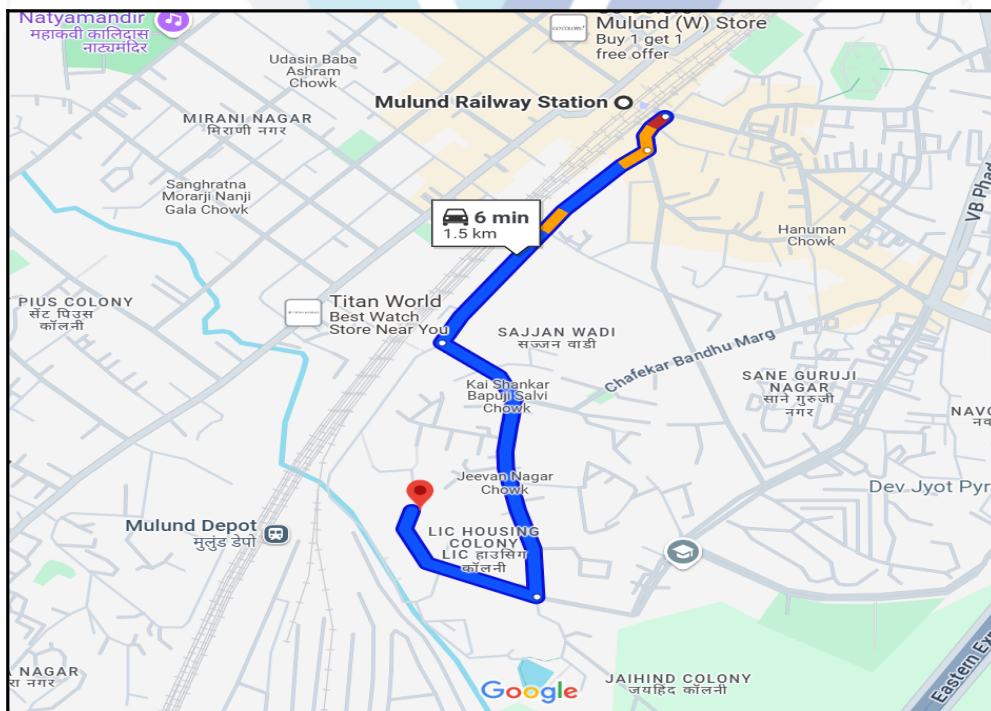 Natyamandir
महाकवी कालिदास
नाट्यमंदिर
Mulund (W) Store
Buy 1 get 1
free offer
Udasin Baba
Ashram
Chowk
Mulund Railway Station
MIRANI NAGAR
मिराणी नगर
Sanghratna
Morarji Nanji
Gala Chowk
VB Phad
6 min
1.5 km
Hanuman
Chowk
PIUS COLONY
सेंट पिउस
कॉलनी
Titan World
Best Watch
Store Near You
SAJJAN WADI
सज्जन वाडी
Chafekar Bandhu Marg
Kai Shankar
Bapuji Salvi
Chowk
SANE GURUJI
NAGAR
साने गुरुजी
नगर
NAVG
नव
Jeevan Nagar
Chowk
Dev Jyot Pyr
Mulund Depot
मुलुंड डेपो
LIC HOUSING
COLONY
LIC हाउसिंग
कॉलनी
Eastern Exp
JAIHIND COLONY
जयहिंद कॉलनी
A NAGAR
रा नगर
Google